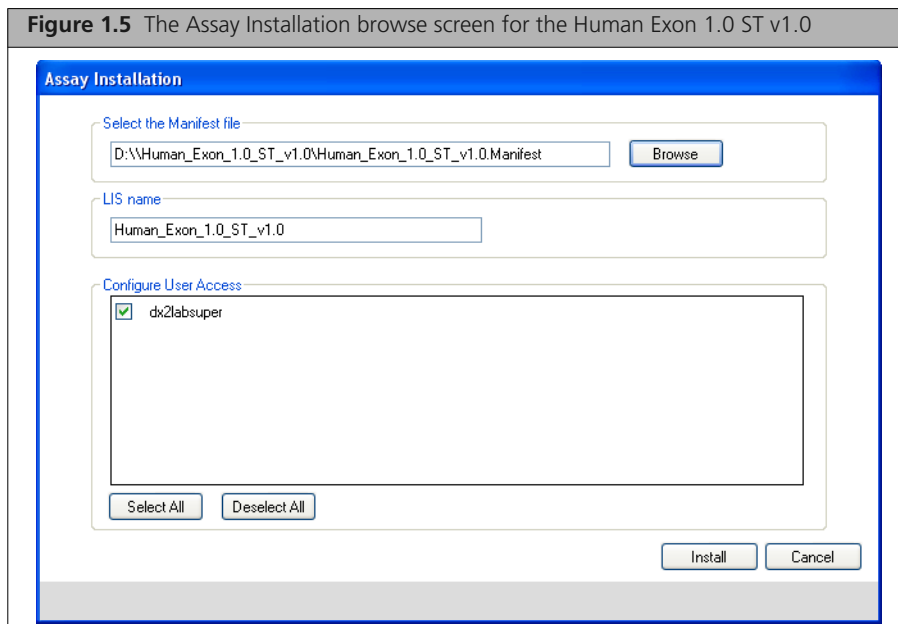 Figure 1.5 The Assay Installation browse screen for the Human Exon 1.0 ST v1.0
Assay Installation
Select the Manifest file
D:\\Human_Exon_1.0_ST_v1.0\Human_Exon_1.0_ST_v1.0.Manifest
Browse
LIS name
Human_Exon_1.0_ST_v1.0
Configure User Access
dx2labsuper
Select All
Deselect All
Install
Cancel